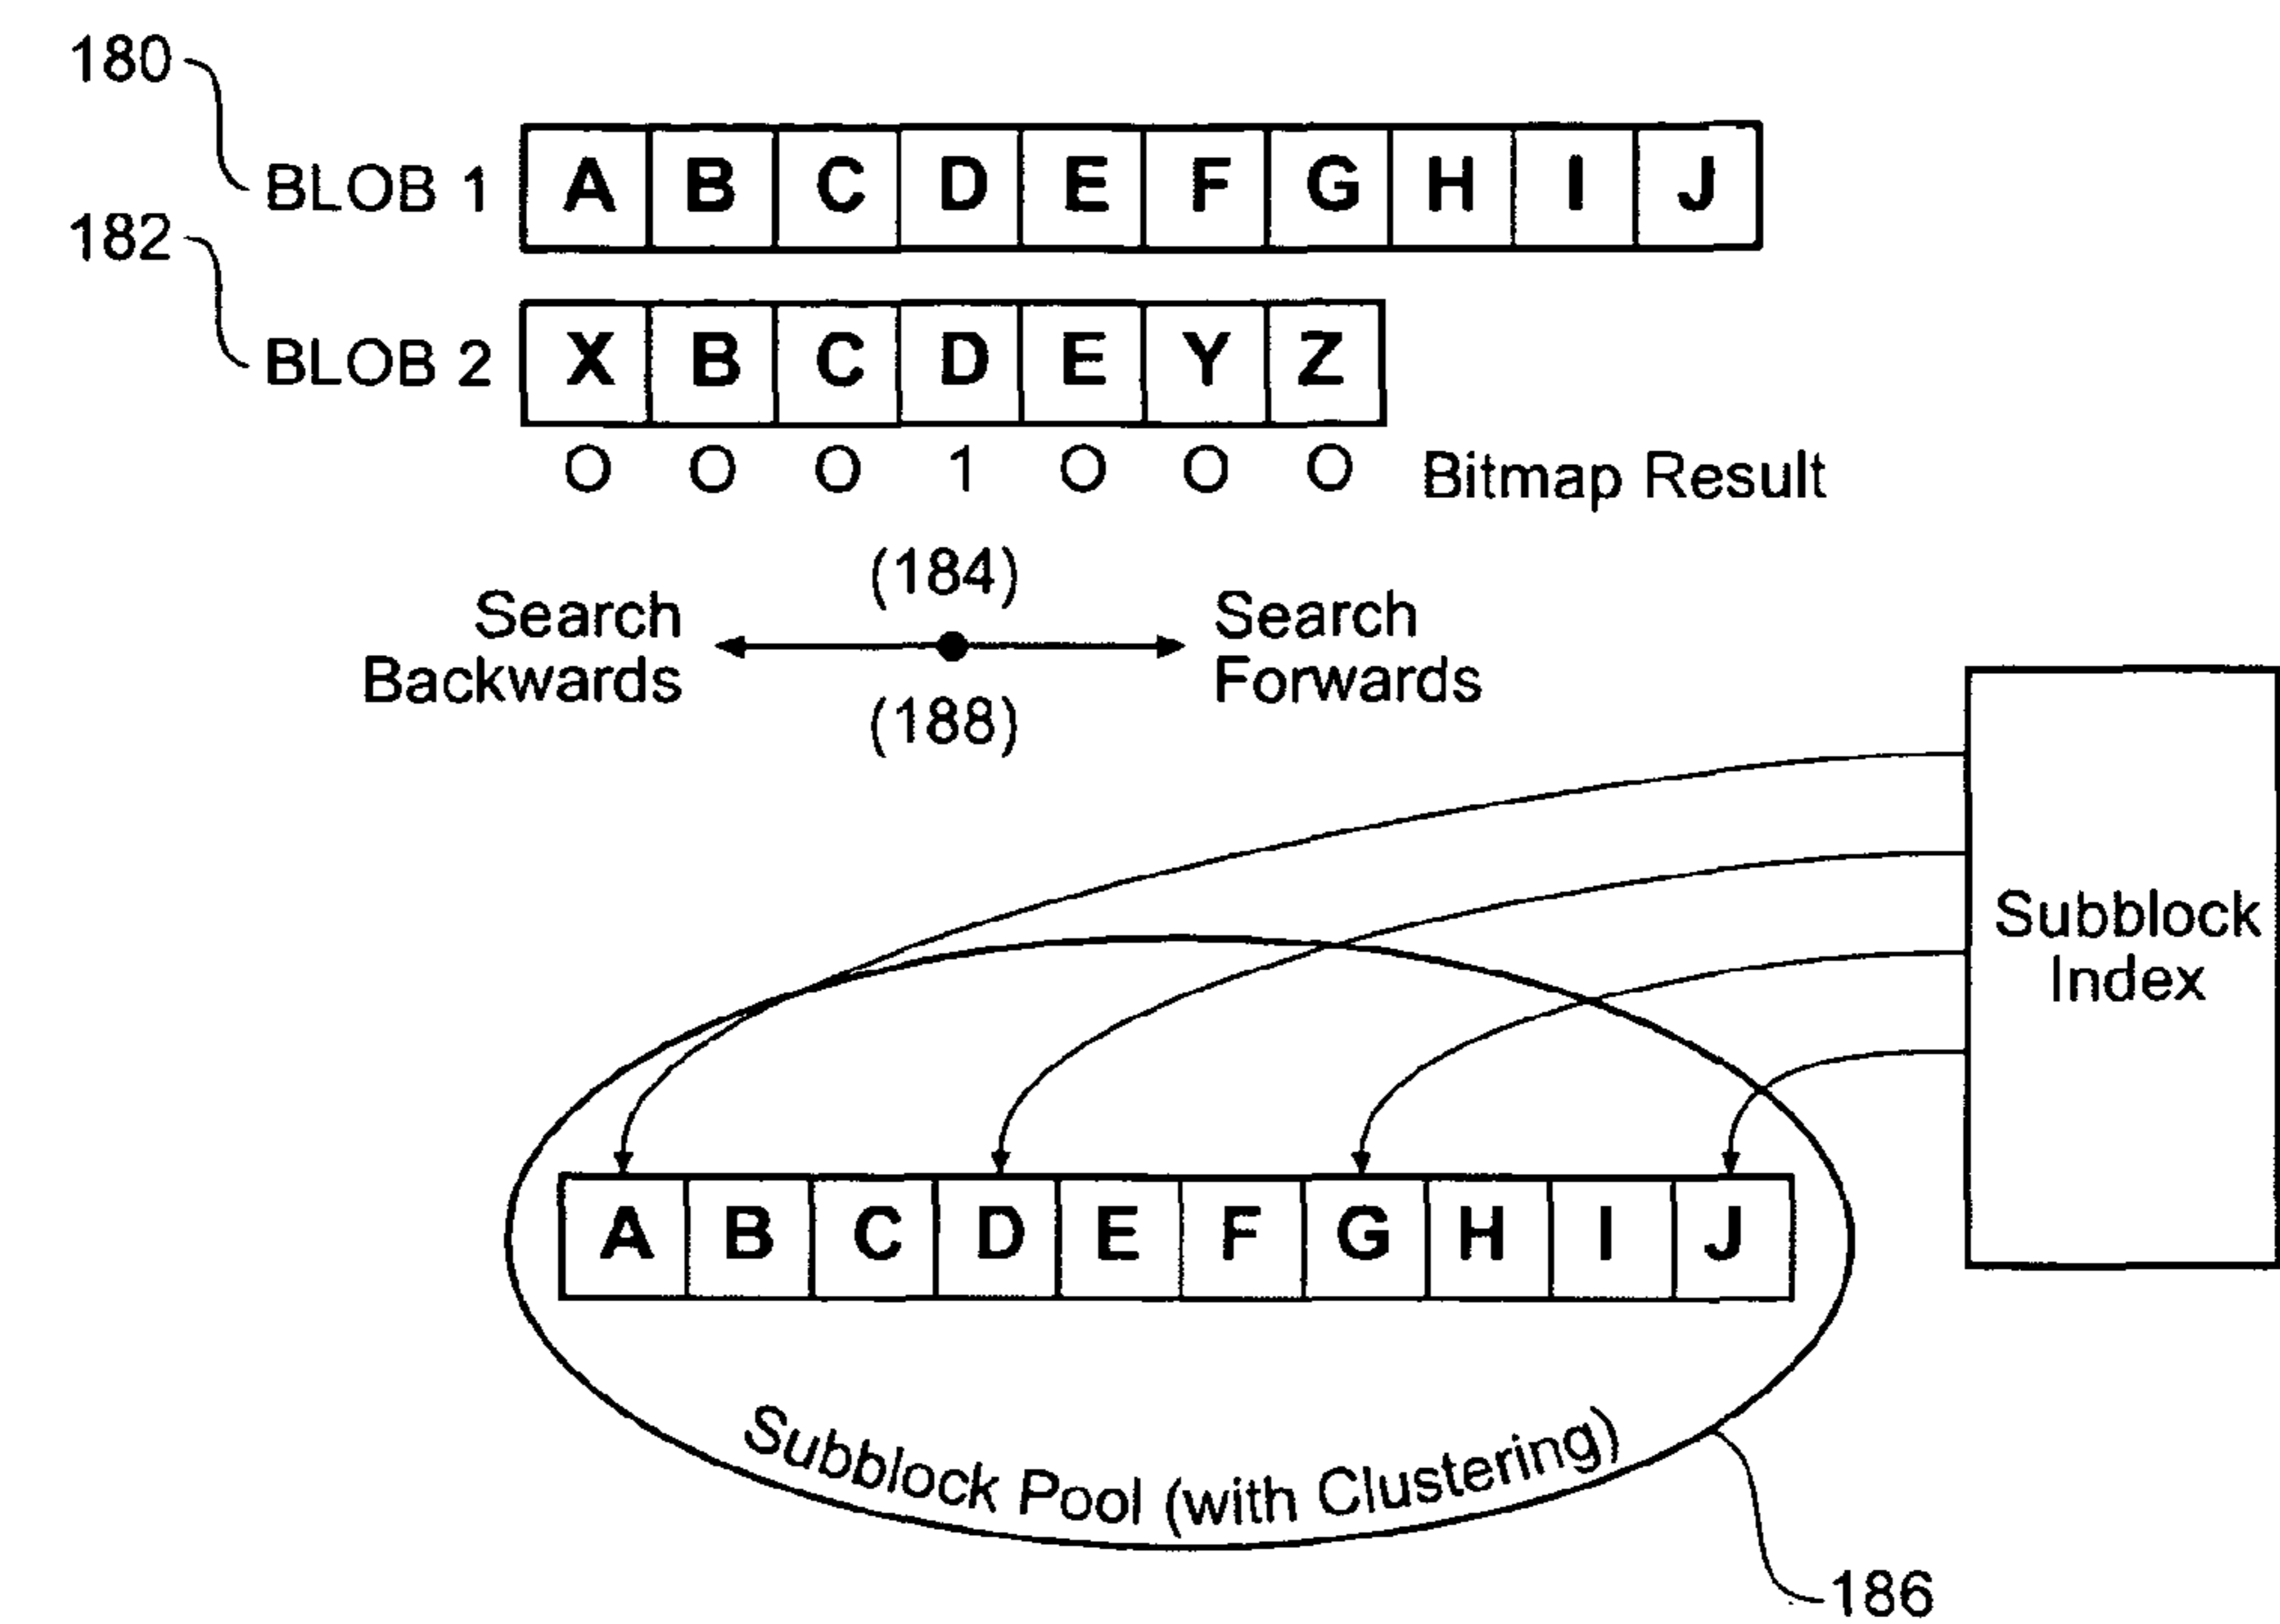 180
BLOB 1 A B C D E F G H I J
182
BLOB 2 X B C D E Y Z
O O O 1 O O O Bitmap Result
(184)
Search
Backwards
Search
Forwards
(188)
Subblock
Index
A B C D E F G H I J
Subblock Pool (with Clustering)
186